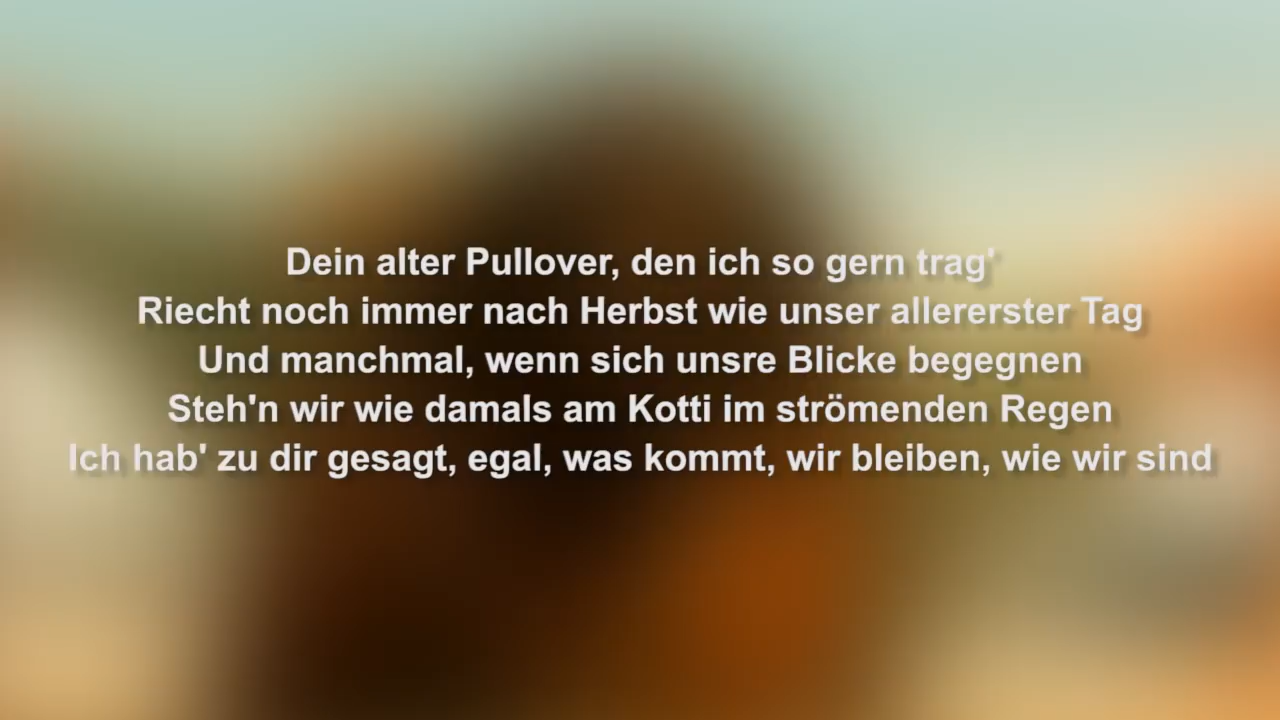 Dein alter Pullover, den ich so gern trag'
Riecht noch immer nach Herbst wie unser allererster Tag
Und manchmal, wenn sich unsre Blicke begegnen
Steh'n wir wie damals am Kotti im strömenden Regen
Ich hab' zu dir gesagt, egal, was kommt, wir bleiben, wie wir sind